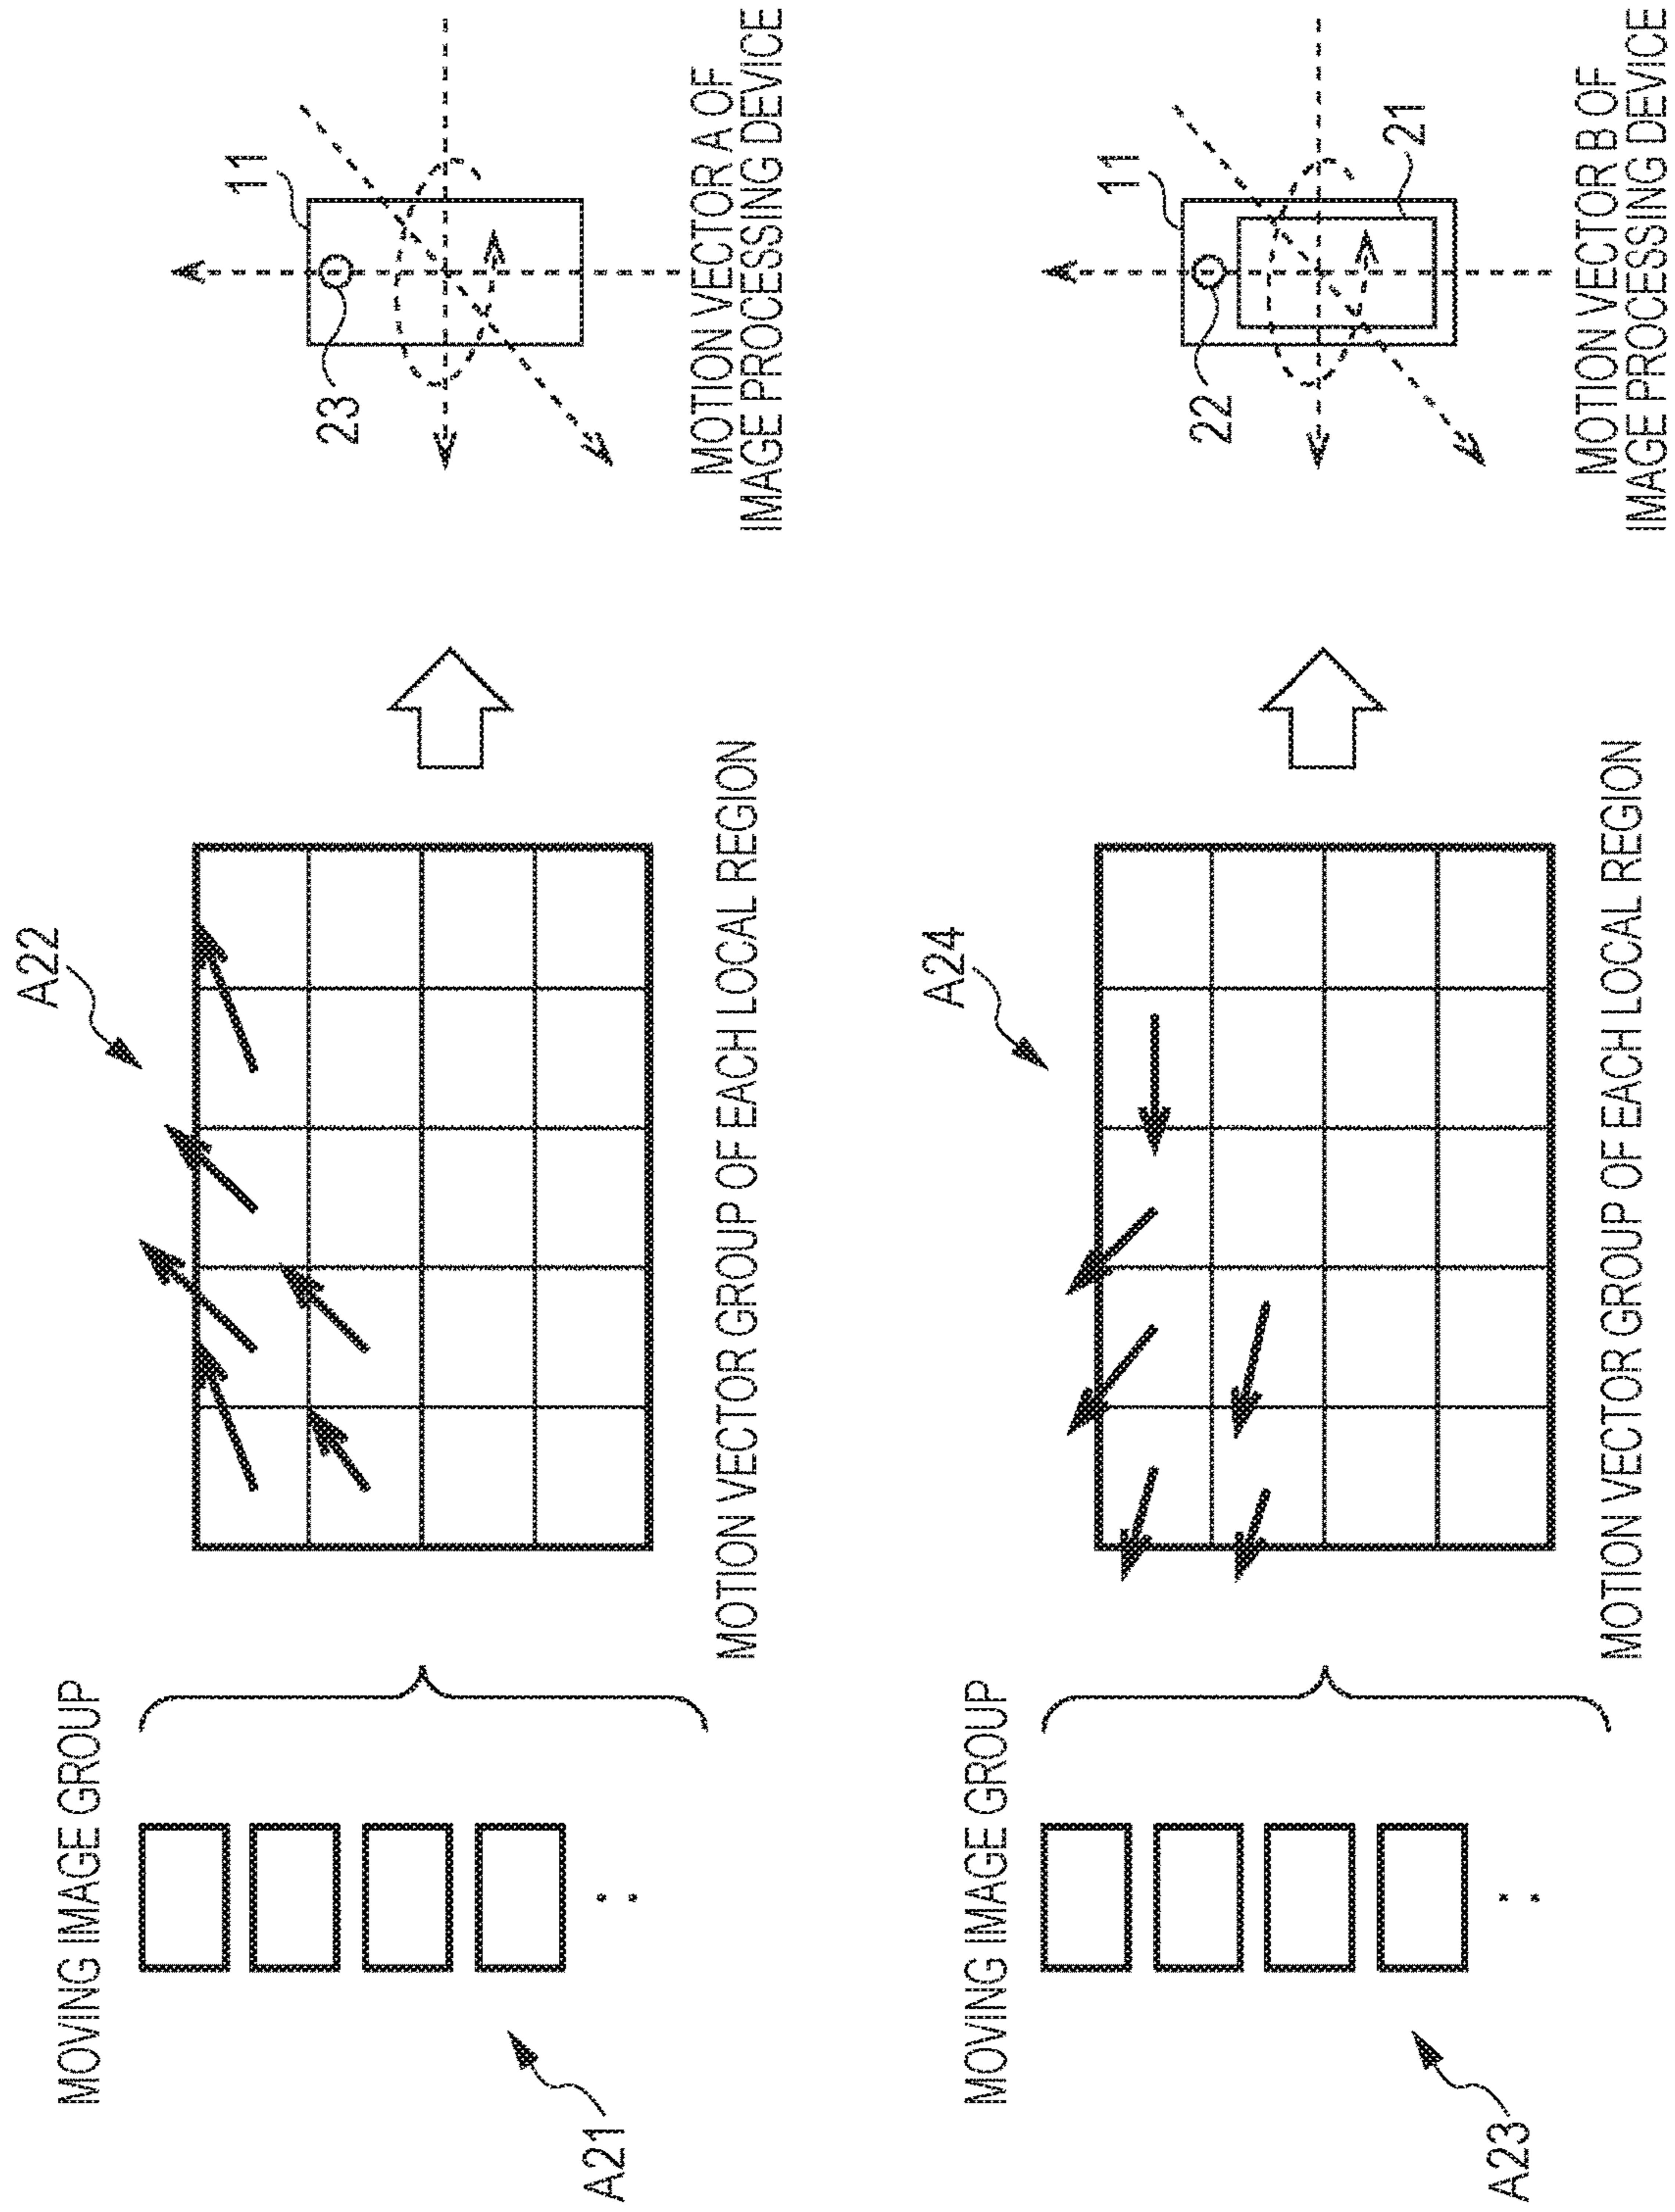 MOVING IMAGE GROUP
A21
A22
MOTION VECTOR GROUP OF EACH LOCAL REGION
11
23
MOTION VECTOR A OF
IMAGE PROCESSING DEVICE
MOVING IMAGE GROUP
A23
A24
MOTION VECTOR GROUP OF EACH LOCAL REGION
11
22
21
MOTION VECTOR B OF
IMAGE PROCESSING DEVICE